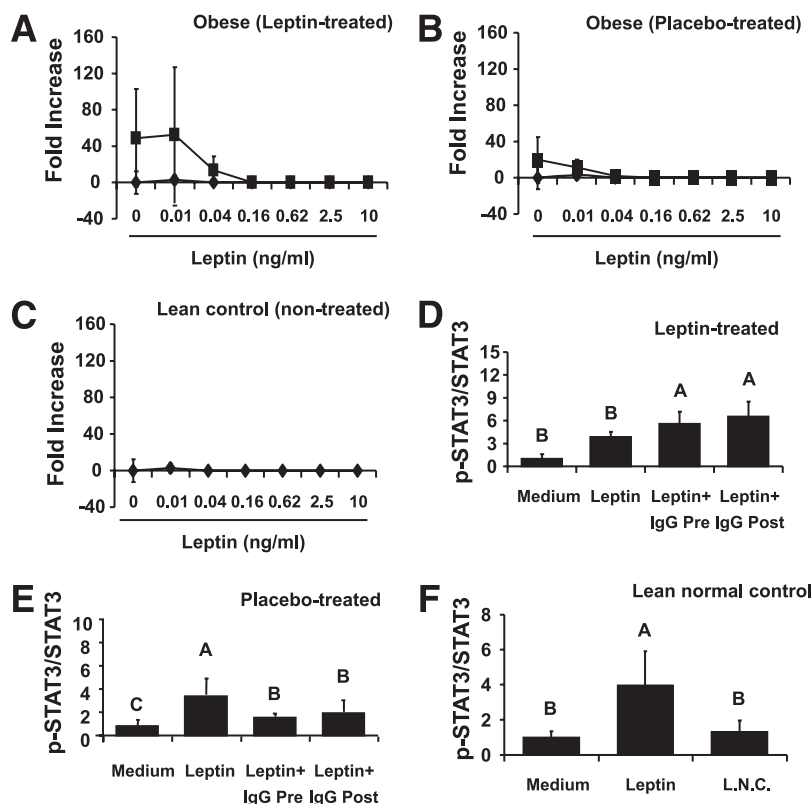 A
Obese (Leptin-treated)
Fold Increase
160
120
80
40
0
-40
0 0.01 0.04 0.16 0.62 2.5 10
Leptin (ng/ml)
B
Obese (Placebo-treated)
Fold Increase
160
120
80
40
0
-40
0 0.01 0.04 0.16 0.62 2.5 10
Leptin (ng/ml)
C
Lean control (non-treated)
Fold Increase
160
120
80
40
0
-40
0 0.01 0.04 0.16 0.62 2.5 10
Leptin (ng/ml)
D
Leptin-treated
p-STAT3/STAT3
15
12
9
6
3
0
B B A A
Medium Leptin Leptin+ Leptin+
IgG Pre IgG Post
E
Placebo-treated
p-STAT3/STAT3
10
8
6
4
2
0
C A B B
Medium Leptin Leptin+ Leptin+
IgG Pre IgG Post
F
Lean normal control
p-STAT3/STAT3
8
6
4
2
0
B A B
Medium Leptin L.N.C.